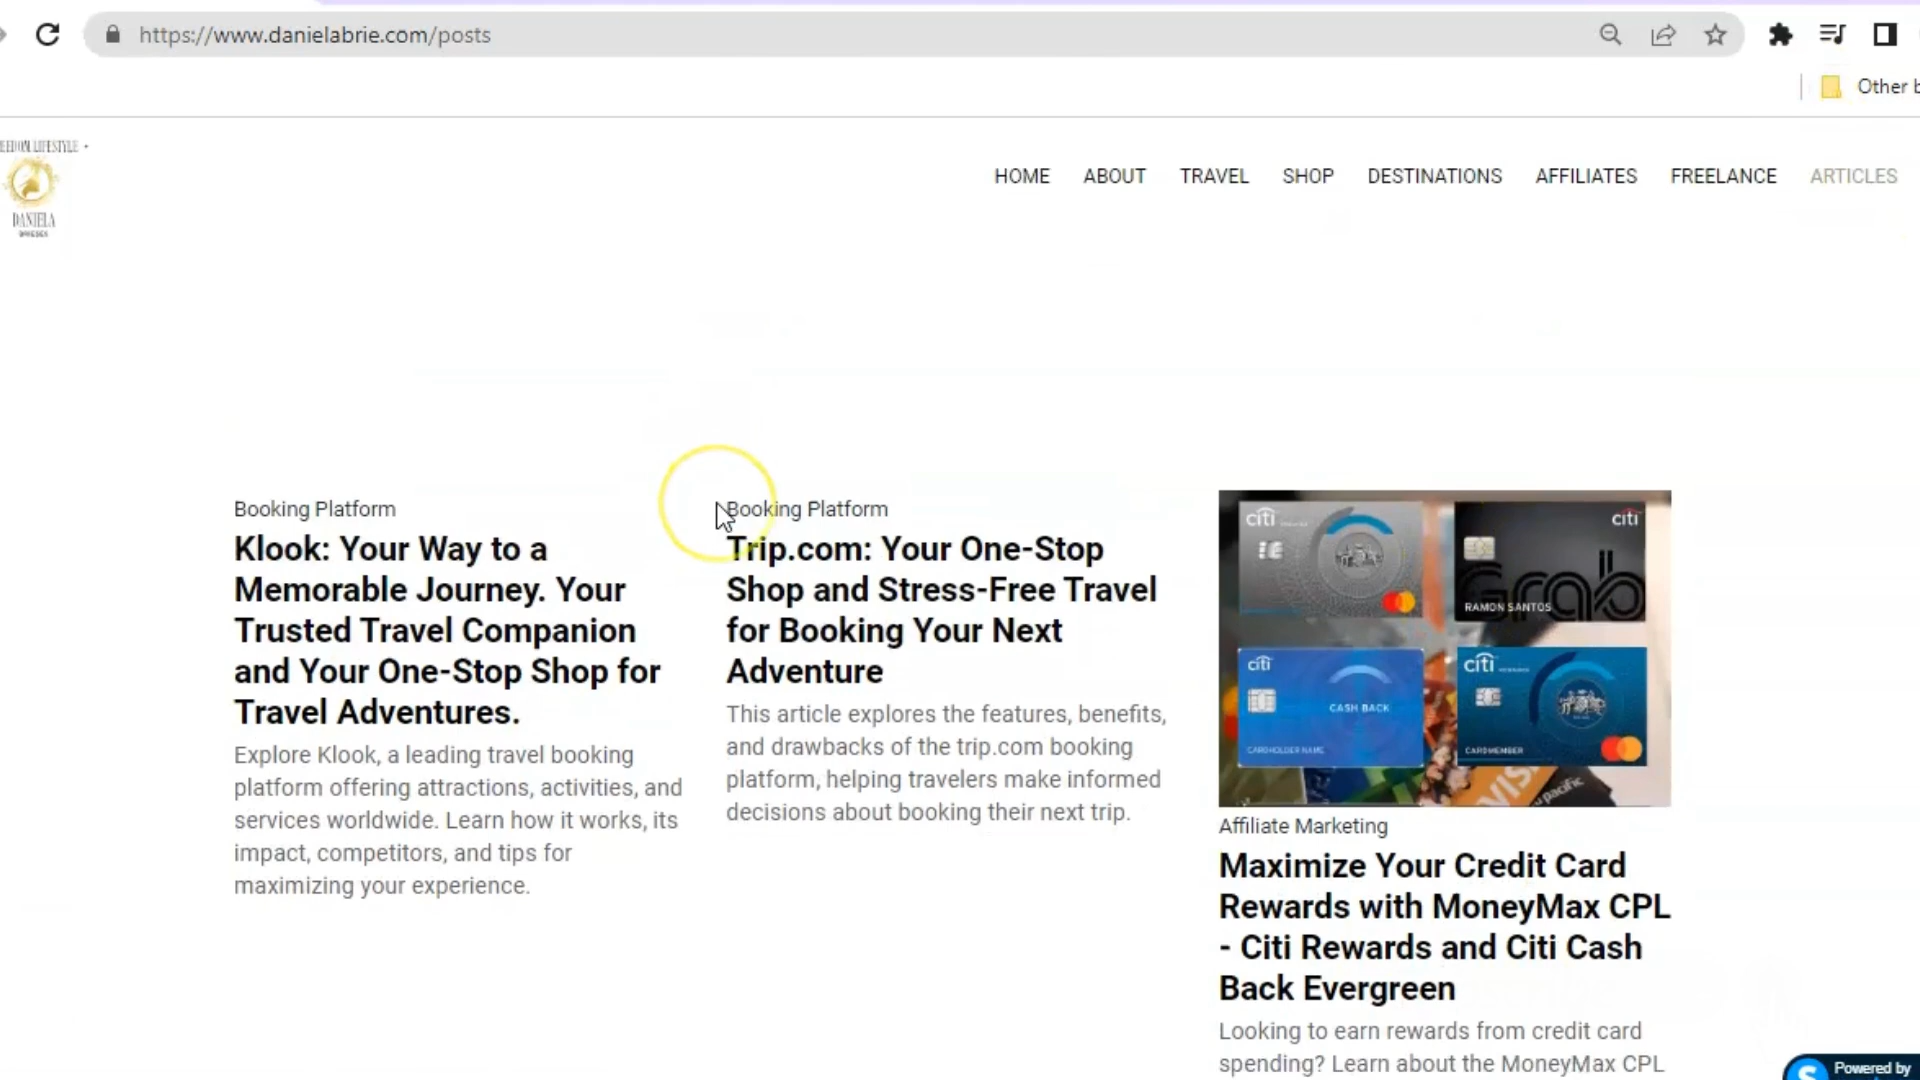 https://www.danielabrie.com/posts
Other b
EEDOM LIFESTYLE •
DANIELA
HOME ABOUT TRAVEL SHOP DESTINATIONS AFFILIATES FREELANCE ARTICLES
Booking Platform
Klook: Your Way to a
Memorable Journey. Your
Trusted Travel Companion
and Your One-Stop Shop for
Travel Adventures.
Explore Klook, a leading travel booking
platform offering attractions, activities, and
services worldwide. Learn how it works, its
impact, competitors, and tips for
maximizing your experience.
Booking Platform
Trip.com: Your One-Stop
Shop and Stress-Free Travel
for Booking Your Next
Adventure
This article explores the features, benefits,
and drawbacks of the trip.com booking
platform, helping travelers make informed
decisions about booking their next trip.
citi
citi
Grab
RAMON SANTOS
citi
CASH BACK
CARDHOLDER NAME
citi
CARDMEMBER
VISA
pacific
Affiliate Marketing
Maximize Your Credit Card
Rewards with MoneyMax CPL
- Citi Rewards and Citi Cash
Back Evergreen
Looking to earn rewards from credit card
spending? Learn about the MoneyMax CPL
Powered by